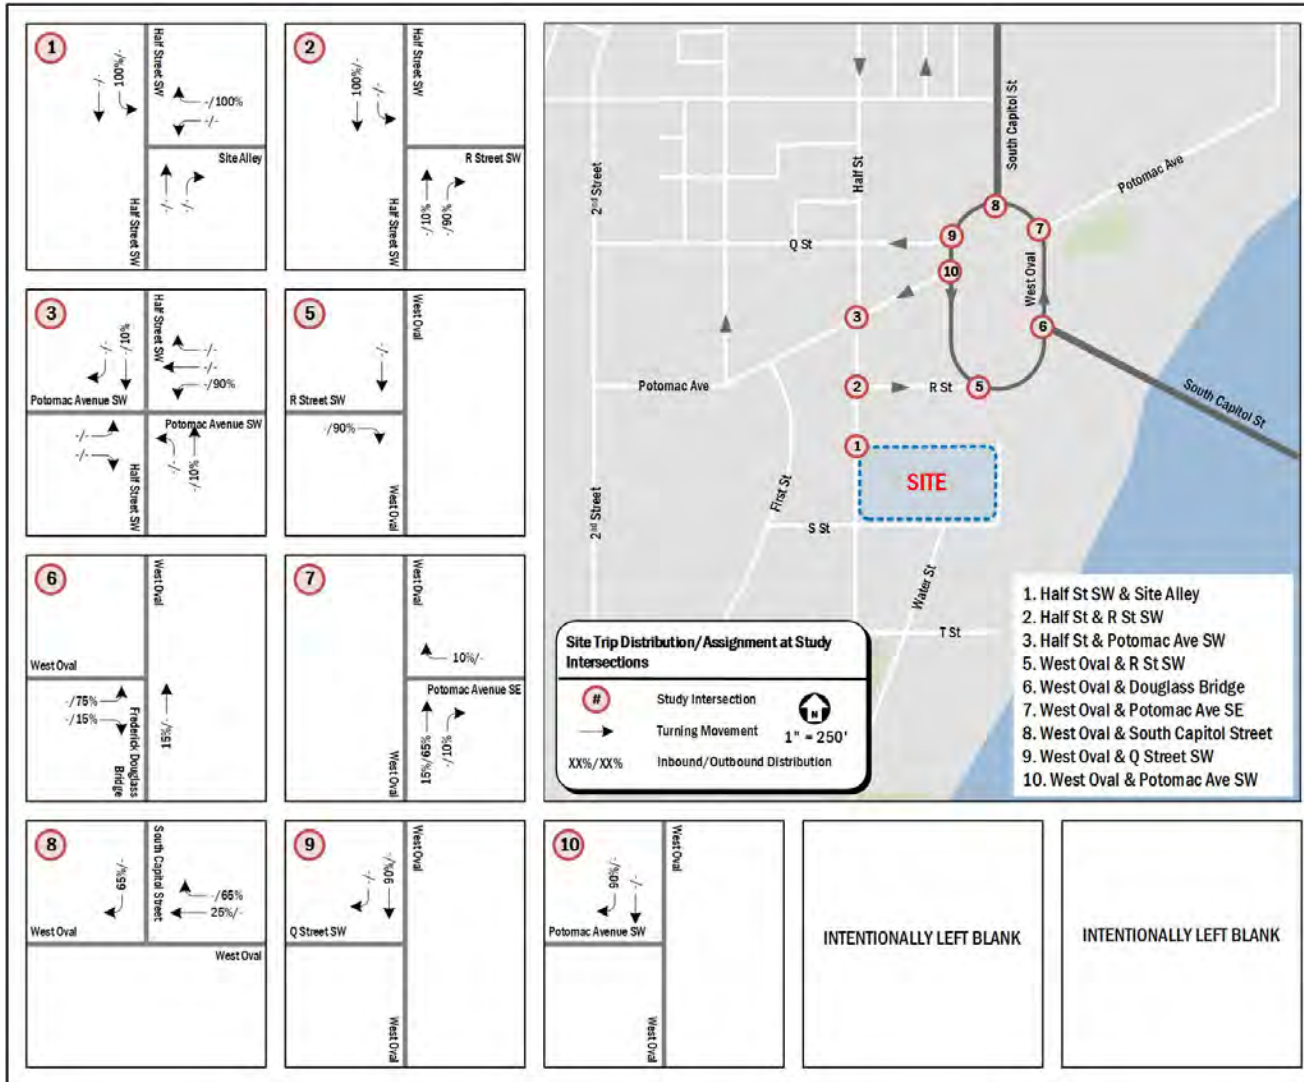 1
Half Street SW
-/-
100%/-
-/100%
-/-
Site Alley
-/-
-/-
Half Street SW
2
Half Street SW
100%/-
-/-
R Street SW
-/10%
-/90%
Half Street SW
3
Half Street SW
-/-
-/10%
-/-
-/-
-/90%
Potomac Avenue SW
Potomac Avenue SW
-/-
-/-
-/-
-/10%
Half Street SW
5
West Oval
-/-
R Street SW
-/90%
West Oval
6
West Oval
West Oval
-/75%
-/15%
Frederick Douglass
Bridge
15%/-
7
West Oval
10%/-
Potomac Avenue SE
15%/65%
-/10%
West Oval
8
South Capitol Street
65%/-
-/65%
25%/-
West Oval
West Oval
9
West Oval
-/-
90%/-
Q Street SW
West Oval
10
West Oval
90%/-
-/-
Potomac Avenue SW
West Oval
INTENTIONALLY LEFT BLANK
INTENTIONALLY LEFT BLANK
2nd Street
Half St
South Capitol St
Potomac Ave
8
9
7
Q St
10
West Oval
3
6
Potomac Ave
2
R St
5
South Capitol St
1
SITE
First St
2nd Street
S St
Water St
T St
Site Trip Distribution/Assignment at Study
Intersections
# Study Intersection
N
Turning Movement 1" = 250'
XX%/XX% Inbound/Outbound Distribution
1. Half St SW & Site Alley
2. Half St & R St SW
3. Half St & Potomac Ave SW
5. West Oval & R St SW
6. West Oval & Douglass Bridge
7. West Oval & Potomac Ave SE
8. West Oval & South Capitol Street
9. West Oval & Q Street SW
10. West Oval & Potomac Ave SW